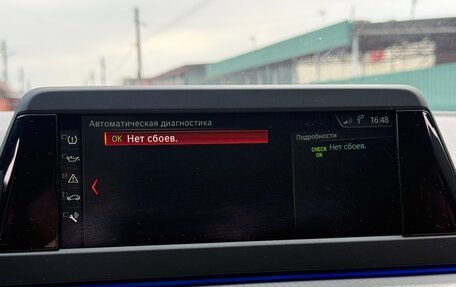 Автоматическая диагностика
16:48
OK Нет сбоев.
Подробности
CHECK OK Нет сбоев.